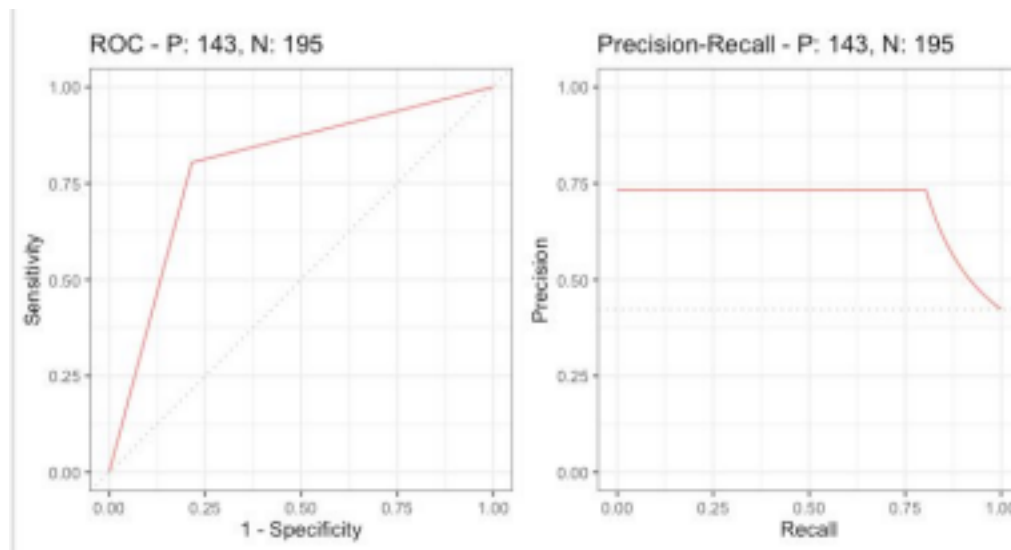 ROC - P: 143, N: 195
1.00
0.75
0.50
0.25
0.00
Sensitivity
0.00 0.25 0.50 0.75 1.00
1 - Specificity
Precision-Recall - P: 143, N: 195
1.00
0.75
0.50
0.25
0.00
Precision
0.00 0.25 0.50 0.75 1.00
Recall